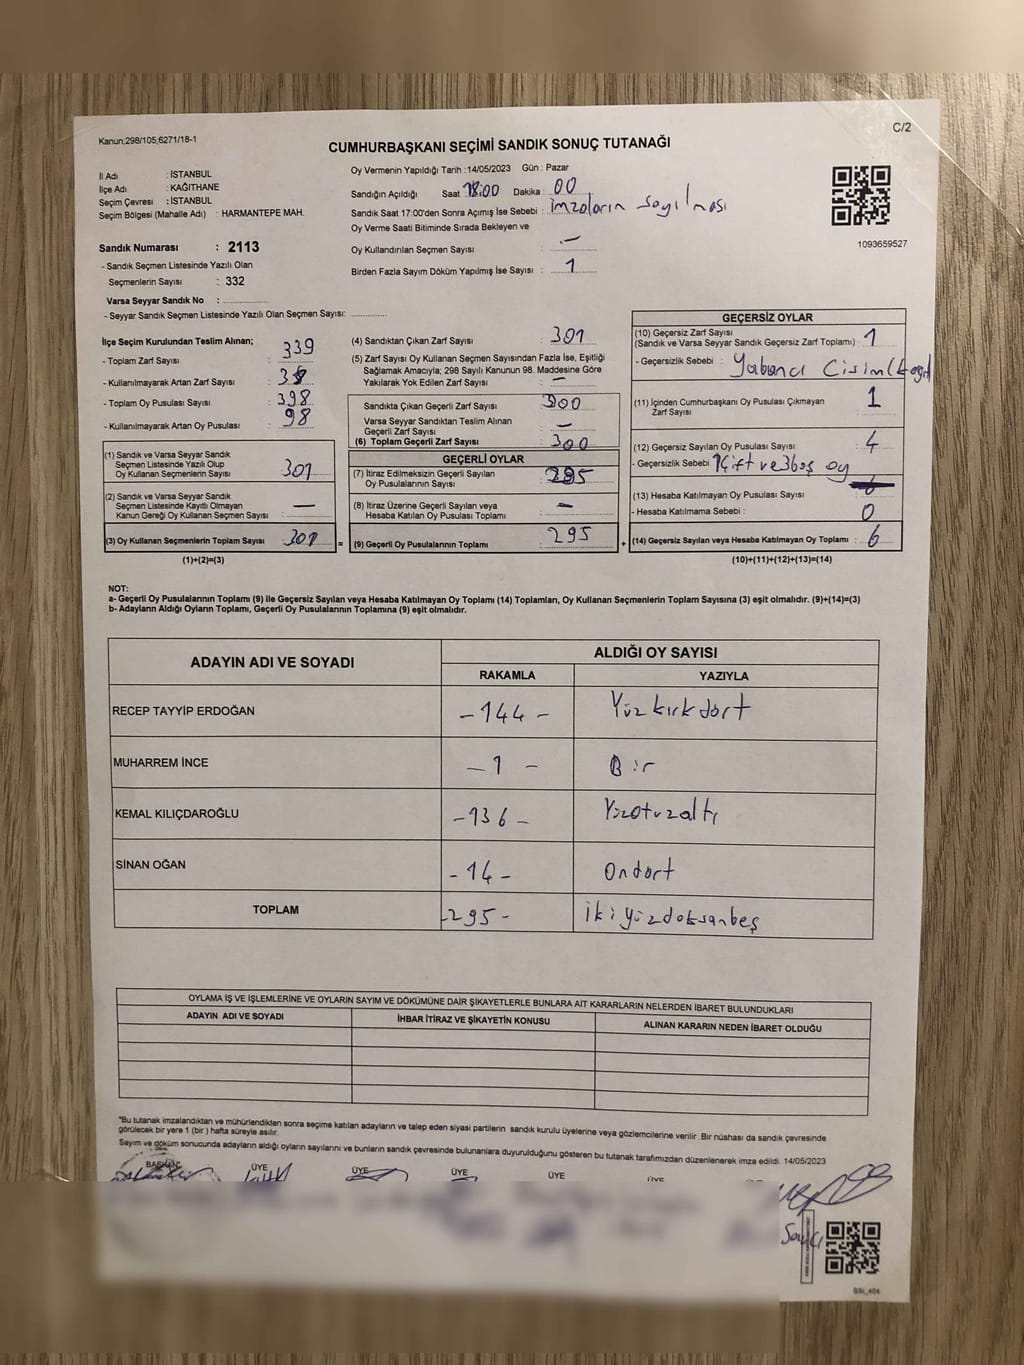 Kanun;298/105;6271/18-1
C/2
CUMHURBAŞKANI SEÇİMİ SANDIK SONUÇ TUTANAĞI
İl Adı : İSTANBUL
İlçe Adı : KAĞITHANE
Seçim Çevresi : İSTANBUL
Seçim Bölgesi (Mahalle Adı) : HARMANTEPE MAH.
Sandık Numarası : 2113
- Sandık Seçmen Listesinde Yazılı Olan
Seçmenlerin Sayısı : 332
Varsa Seyyar Sandık No :
- Seyyar Sandık Seçmen Listesinde Yazılı Olan Seçmen Sayısı:
Oy Vermenin Yapıldığı Tarih :14/05/2023 Gün : Pazar
Sandığın Açıldığı Saat : 18:00 Dakika : 00
Sandık Saat 17:00'den Sonra Açımış İse Sebebi : imzaların sayılması
Oy Verme Saati Bitiminde Sırada Bekleyen ve
Oy Kullandırılan Seçmen Sayısı : —
Birden Fazla Sayım Döküm Yapılmış İse Sayısı : 1
1093659527
İlçe Seçim Kurulundan Teslim Alınan;
- Toplam Zarf Sayısı : 339
- Kullanılmayarak Artan Zarf Sayısı :
- Toplam Oy Pusulası Sayısı : 398
- Kullanılmayarak Artan Oy Pusulası : 98
(1) Sandık ve Varsa Seyyar Sandık
Seçmen Listesinde Yazılı Olup
Oy Kullanan Seçmenlerin Sayısı : 301
(2) Sandık ve Varsa Seyyar Sandık
Seçmen Listesinde Kayıtlı Olmayan
Kanun Gereği Oy Kullanan Seçmen Sayısı : —
(3) Oy Kullanan Seçmenlerin Toplam Sayısı : 301
(1)+(2)=(3)
(4) Sandıktan Çıkan Zarf Sayısı : 301
(5) Zarf Sayısı Oy Kullanan Seçmen Sayısından Fazla İse, Eşitliği
Sağlamak Amacıyla; 298 Sayılı Kanunun 98. Maddesine Göre
Yakılarak Yok Edilen Zarf Sayısı : —
Sandıkta Çıkan Geçerli Zarf Sayısı : 300
Varsa Seyyar Sandıktan Teslim Alınan
Geçerli Zarf Sayısı : —
(6) Toplam Geçerli Zarf Sayısı : 300
GEÇERLİ OYLAR
(7) İtiraz Edilmeksizin Geçerli Sayılan
Oy Pusulalarının Sayısı : 295
(8) İtiraz Üzerine Geçerli Sayılan veya
Hesaba Katılan Oy Pusulası Toplamı : —
(9) Geçerli Oy Pusulalarının Toplamı : 295
GEÇERSİZ OYLAR
(10) Geçersiz Zarf Sayısı
(Sandık ve Varsa Seyyar Sandık Geçersiz Zarf Toplamı) : 1
- Geçersizlik Sebebi : Yabancı Cisim(kağıt
(11) İçinden Cumhurbaşkanı Oy Pusulası Çıkmayan
Zarf Sayısı : 1
(12) Geçersiz Sayılan Oy Pusulası Sayısı : 4
- Geçersizlik Sebebi : 1Çift ve3boş oy
(13) Hesaba Katılmayan Oy Pusulası Sayısı :
- Hesaba Katılmama Sebebi : 0
(14) Geçersiz Sayılan veya Hesaba Katılmayan Oy Toplamı : 6
(10)+(11)+(12)+(13)=(14)
NOT:
a- Geçerli Oy Pusulalarının Toplamı (9) ile Geçersiz Sayılan veya Hesaba Katılmayan Oy Toplamı (14) Toplamları, Oy Kullanan Seçmenlerin Toplam Sayısına (3) eşit olmalıdır. (9)+(14)=(3)
b- Adayların Aldığı Oyların Toplamı, Geçerli Oy Pusulalarının Toplamına (9) eşit olmalıdır.
ADAYIN ADI VE SOYADI
ALDIĞI OY SAYISI
RAKAMLA YAZIYLA
RECEP TAYYİP ERDOĞAN -144- Yüzkırkdört
MUHARREM İNCE -1- Bir
KEMAL KILIÇDAROĞLU -136- Yüzotuzaltı
SİNAN OĞAN -14- Ondört
TOPLAM -295- İkiyüzdoksanbeş
OYLAMA İŞ VE İŞLEMLERİNE VE OYLARIN SAYIM VE DÖKÜMÜNE DAİR ŞİKAYETLERLE BUNLARA AİT KARARLARIN NELERDEN İBARET BULUNDUKLARI
ADAYIN ADI VE SOYADI İHBAR İTİRAZ VE ŞİKAYETİN KONUSU ALINAN KARARIN NEDEN İBARET OLDUĞU
*Bu tutanak imzalandıktan ve mühürlendikten sonra seçime katılan adayların ve talep eden siyasi partilerin sandık kurulu üyelerine veya gözlemcilerine verilir. Bir nüshası da sandık çevresinde
görülecek bir yere 1 (bir) hafta süreyle asılır.
Sayım ve döküm sonucunda adayların aldığı oyların sayılarını ve bunların sandık çevresinde bulunanlara duyurulduğunu gösteren bu tutanak tarafımızdan düzenlenerek imza edildi. 14/05/2023
BAŞKAN ÜYE ÜYE ÜYE ÜYE ÜYE